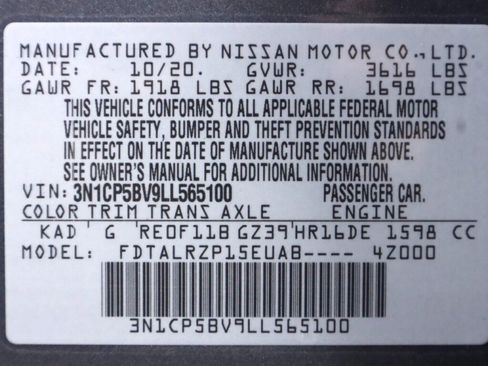 MANUFACTURED BY NISSAN MOTOR CO.,LTD.
DATE: 10/20. GVWR: 3616 LBS
GAWR FR: 1918 LBS GAWR RR: 1698 LBS
THIS VEHICLE CONFORMS TO ALL APPLICABLE FEDERAL MOTOR
VEHICLE SAFETY, BUMPER AND THEFT PREVENTION STANDARDS
IN EFFECT ON THE DATE OF MANUFACTURE SHOWN ABOVE.
SEE OWNER'S MANUAL FOR ADDITIONAL INFORMATION.
VIN: 3N1CP5BV9LL565100 PASSENGER CAR.
COLOR TRIM TRANS AXLE ENGINE
KAD G RE0F11B GZ39 HR16DE 1598 CC
MODEL: FDTALRZP15EUAB---- 4Z000
3N1CP5BV9LL565100